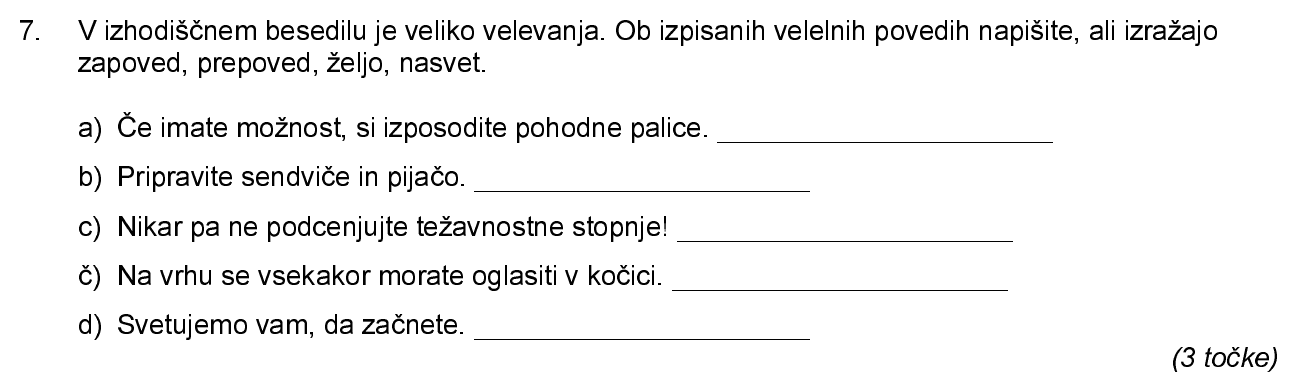 7. V izhodiščnem besedilu je veliko velevanja. Ob izpisanih velelnih povedih napišite, ali izražajo
zapoved, prepoved, željo, nasvet.
a) Če imate možnost, si izposodite pohodne palice. ______________________
b) Pripravite sendviče in pijačo. ______________________
c) Nikar pa ne podcenjujte težavnostne stopnje! ______________________
č) Na vrhu se vsekakor morate oglasiti v kočici. ______________________
d) Svetujemo vam, da začnete. ______________________
(3 točke)